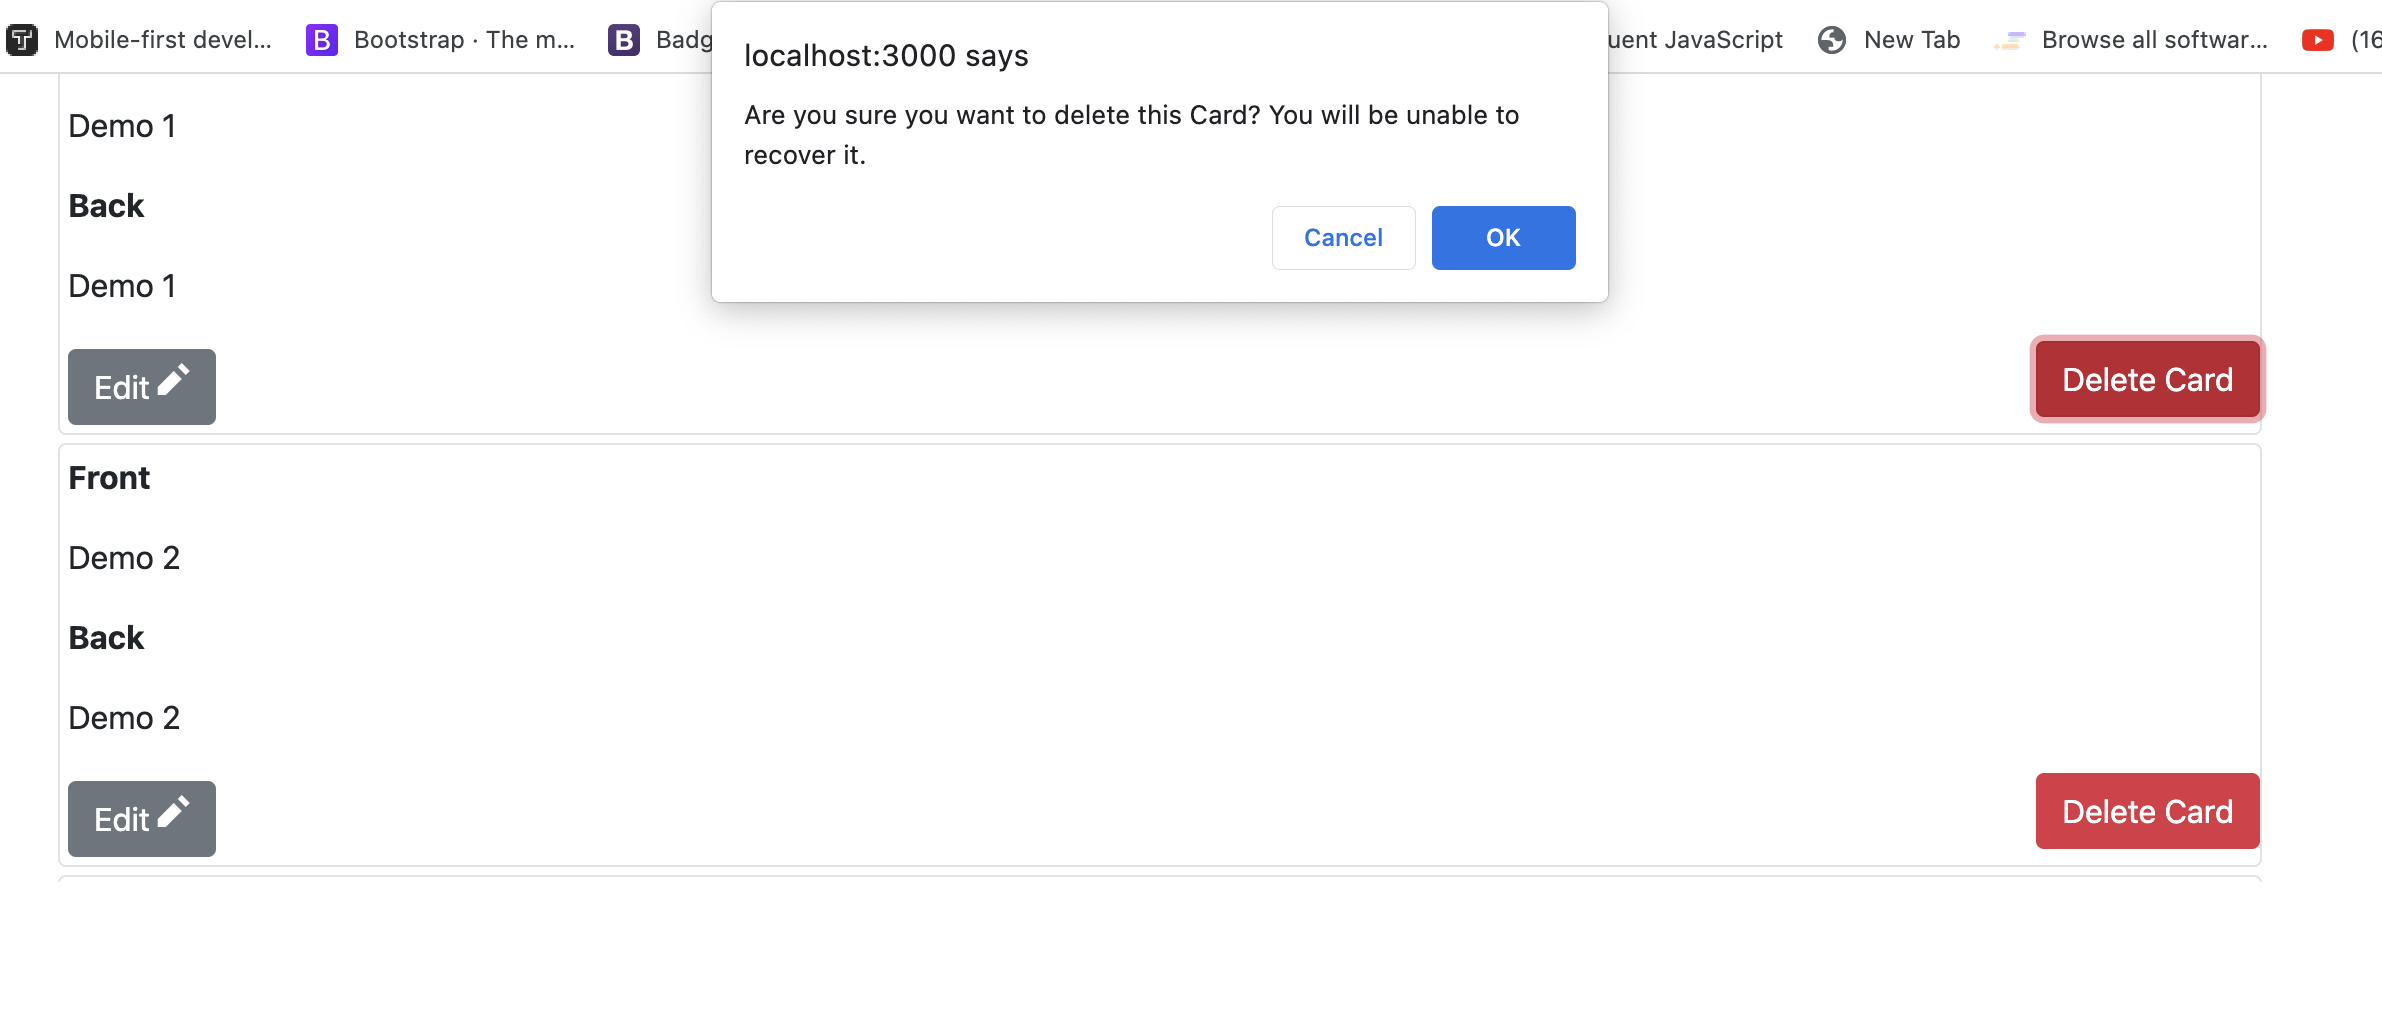 Mobile-first devel... Bootstrap · The m... Badg uent JavaScript New Tab Browse all softwar... (16
localhost:3000 says
Are you sure you want to delete this Card? You will be unable to
recover it.
Cancel OK
Demo 1
Back
Demo 1
Edit Delete Card
Front
Demo 2
Back
Demo 2
Edit Delete Card